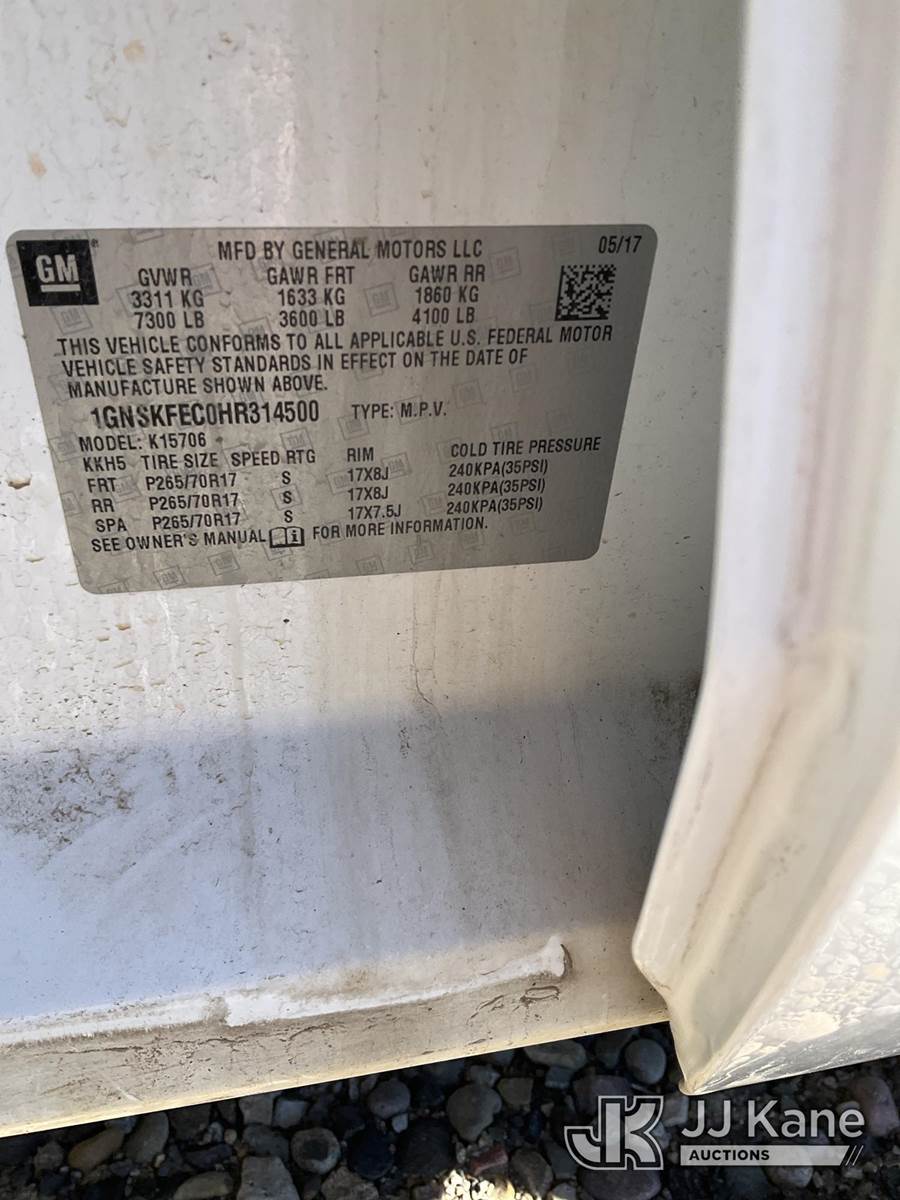 GM
MFD BY GENERAL MOTORS LLC 05/17
GVWR GAWR FRT GAWR RR
3311 KG 1633 KG 1860 KG
7300 LB 3600 LB 4100 LB
THIS VEHICLE CONFORMS TO ALL APPLICABLE U.S. FEDERAL MOTOR
VEHICLE SAFETY STANDARDS IN EFFECT ON THE DATE OF
MANUFACTURE SHOWN ABOVE.
1GNSKFEC0HR314500 TYPE: M.P.V.
MODEL: K15706
KKH5 TIRE SIZE SPEED RTG RIM COLD TIRE PRESSURE
FRT P265/70R17 S 17X8J 240KPA(35PSI)
RR P265/70R17 S 17X8J 240KPA(35PSI)
SPA P265/70R17 S 17X7.5J 240KPA(35PSI)
SEE OWNER'S MANUAL FOR MORE INFORMATION.
JK JJ Kane
AUCTIONS